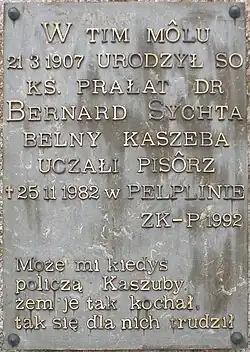 W TIM MÔLU
21 3 1907 URODZYŁ SO
KS. PRAŁAT DR
BERNARD SYCHTA
BELNY KASZEBA
UCZAŁI PISÔRZ
† 25 11 1982 W PELPLINIE
ZK-P 1992
Może mi kiedyś
policzą Kaszuby,
żem je tak kochał,
tak się dla nich trudził